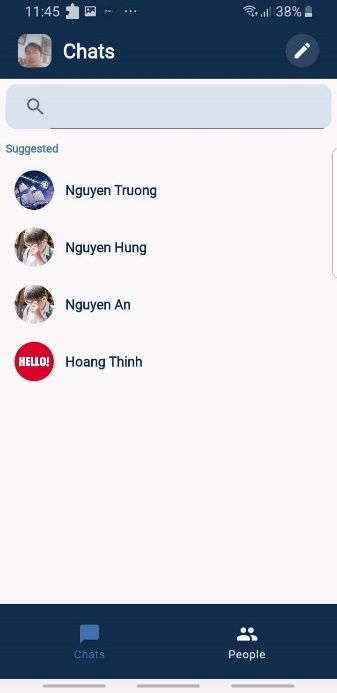 11:45 38%
Chats
Suggested
Nguyen Truong
Nguyen Hung
Nguyen An
HELLO! Hoang Thinh
Chats People